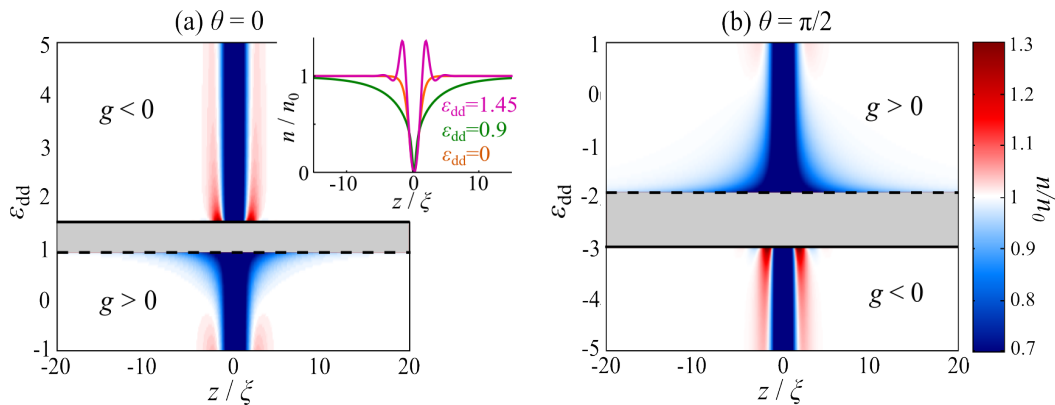 (a) θ = 0
5
4
3
2
1
0
-1
ε_dd
g < 0
g > 0
-20
-10
0
10
20
z / ξ
1
0
n / n₀
-10
0
10
z / ξ
ε_dd=1.45
ε_dd=0.9
ε_dd=0
(b) θ = π/2
1
0
-1
-2
-3
-4
-5
ε_dd
g > 0
g < 0
-20
-10
0
10
20
z / ξ
1.3
1.2
1.1
1
0.9
0.8
0.7
n/n₀